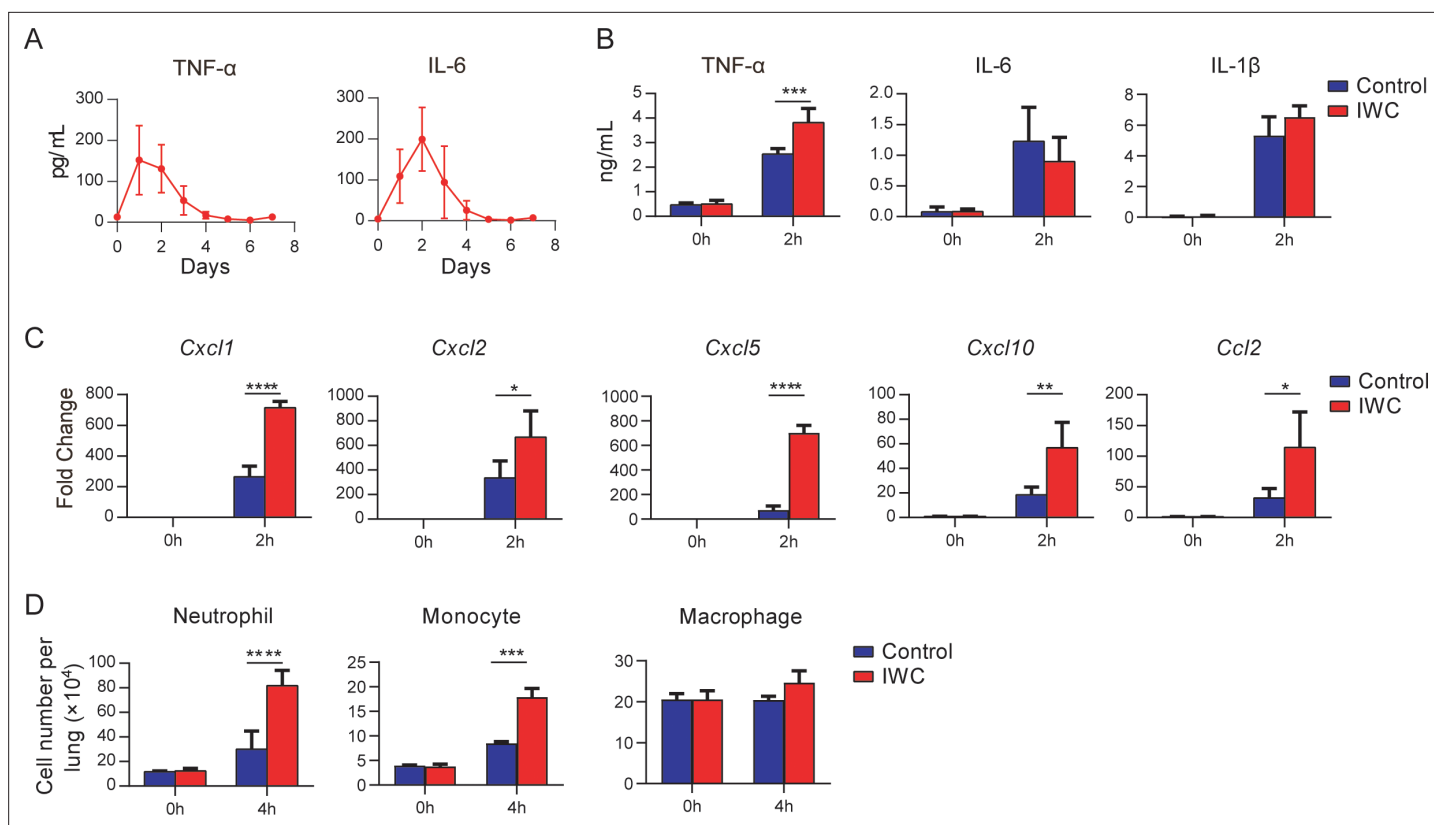 A
TNF-α
IL-6
pg/mL
300
200
100
0
0 2 4 6 8
Days
300
200
100
0
0 2 4 6 8
Days
B
TNF-α
IL-6
IL-1β
ng/mL
5
4
3
2
1
0
0h 2h
***
2.0
1.5
1.0
0.5
0.0
0h 2h
8
6
4
2
0
0h 2h
Control
IWC
C
Cxcl1
Cxcl2
Cxcl5
Cxcl10
Ccl2
Fold Change
800
600
400
200
0h 2h
****
1000
800
600
400
200
0
0h 2h
*
1000
800
600
400
200
0
0h 2h
****
100
80
60
40
20
0
0h 2h
**
200
150
100
50
0
0h 2h
*
Control
IWC
D
Neutrophil
Monocyte
Macrophage
Cell number per
lung (×10⁴)
100
80
60
40
20
0
0h 4h
****
25
20
15
10
5
0
0h 4h
***
30
20
10
0
0h 4h
Control
IWC